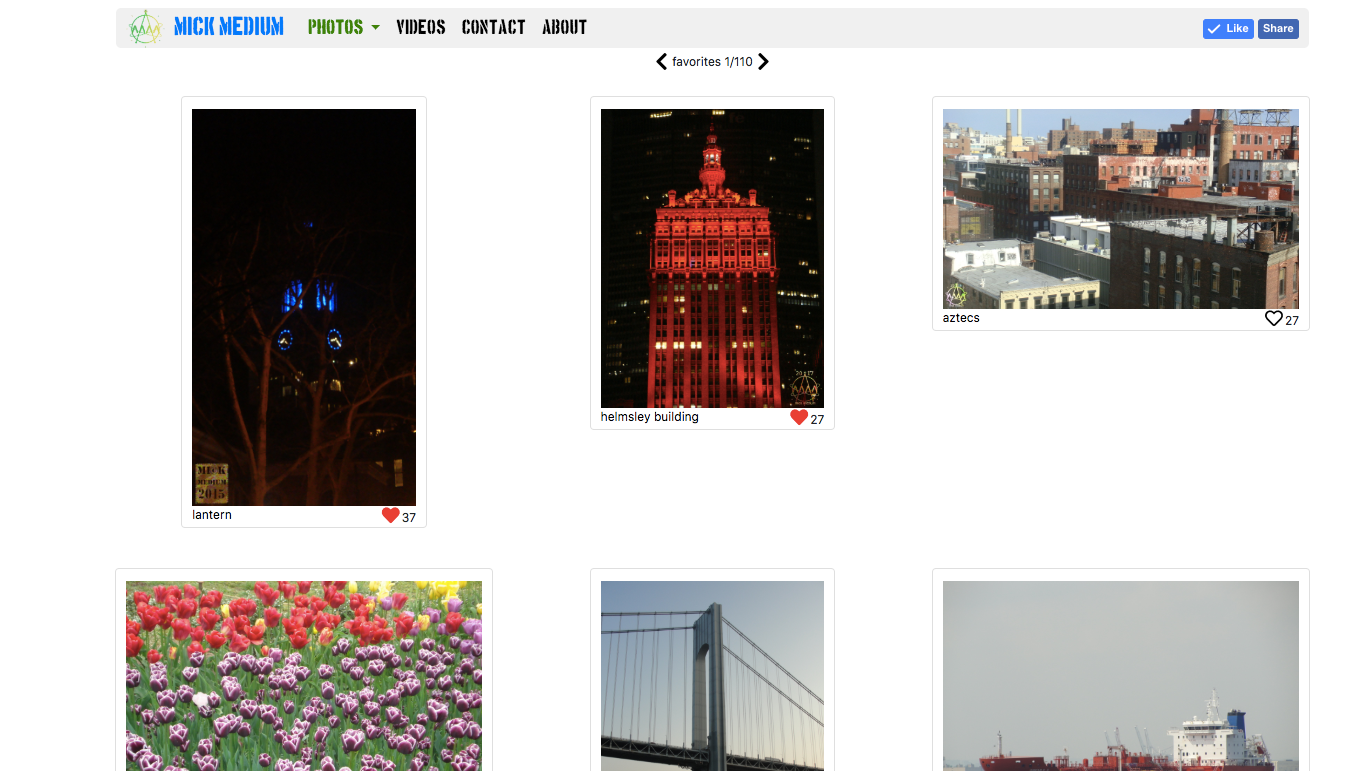 MICK MEDIUM PHOTOS VIDEOS CONTACT ABOUT Like Share
favorites 1/110
MICK
MEDIUM
2015
lantern 37
2017
helmsley building 27
aztecs 27